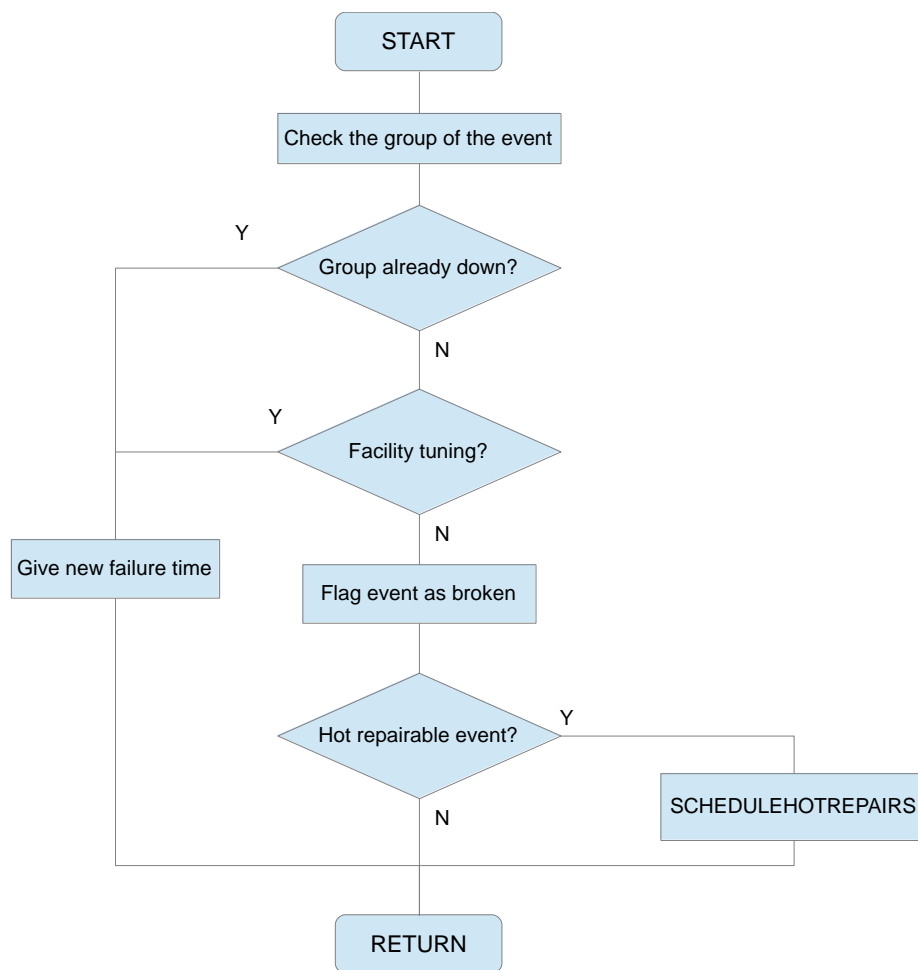 START
Check the group of the event
Y
Group already down?
N
Y
Facility tuning?
N
Give new failure time
Flag event as broken
Y
Hot repairable event?
SCHEDULEHOTREPAIRS
N
RETURN